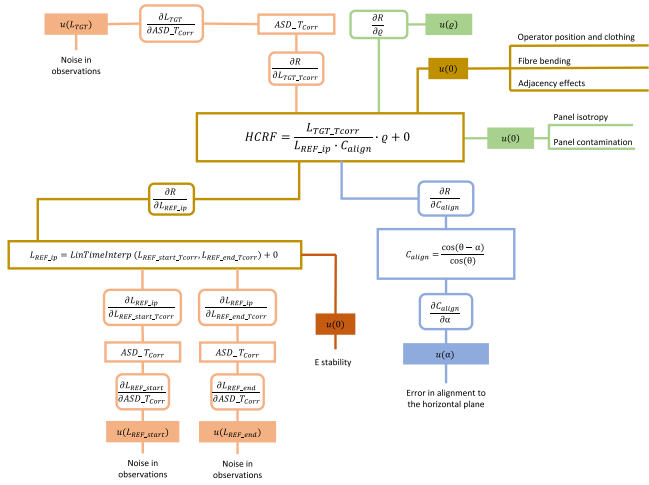 u(L_TGT)
∂L_TGT / ∂ASD_T_Corr
ASD_T_Corr
∂R / ∂ϱ
u(ϱ)
Noise in
observations
∂R / ∂L_TGT_Tcorr
u(0)
Operator position and clothing
Fibre bending
Adjacency effects
HCRF = L_TGT_Tcorr / L_REF_ip · C_align · ϱ + 0
u(0)
Panel isotropy
Panel contamination
∂R / ∂L_REF_ip
∂R / ∂C_align
L_REF_ip = LinTimeInterp (L_REF_start_Tcorr, L_REF_end_Tcorr) + 0
C_align = cos(θ − α) / cos(θ)
∂L_REF_ip / ∂L_REF_start_Tcorr
∂L_REF_ip / ∂L_REF_end_Tcorr
u(0)
∂C_align / ∂α
ASD_T_Corr
ASD_T_Corr
E stability
u(α)
∂L_REF_start / ∂ASD_T_Corr
∂L_REF_end / ∂ASD_T_Corr
Error in alignment to
the horizontal plane
u(L_REF_start)
u(L_REF_end)
Noise in
observations
Noise in
observations